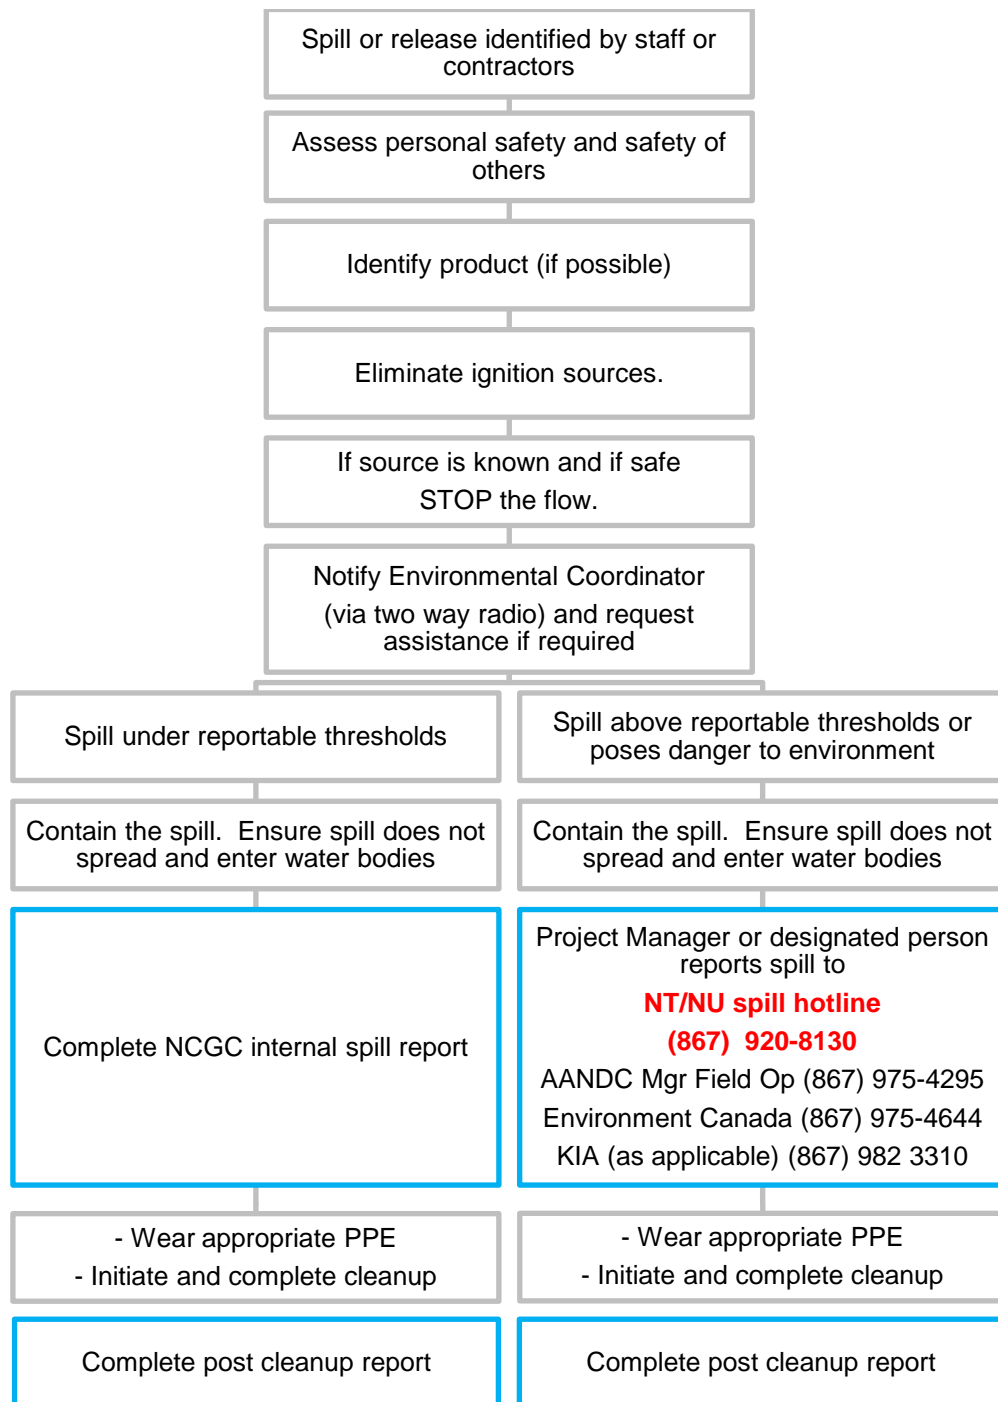 Spill or release identified by staff or
contractors
Assess personal safety and safety of
others
Identify product (if possible)
Eliminate ignition sources.
If source is known and if safe
STOP the flow.
Notify Environmental Coordinator
(via two way radio) and request
assistance if required
Spill under reportable thresholds
Spill above reportable thresholds or
poses danger to environment
Contain the spill.  Ensure spill does not
spread and enter water bodies
Contain the spill.  Ensure spill does not
spread and enter water bodies
Complete NCGC internal spill report
Project Manager or designated person
reports spill to
NT/NU spill hotline
(867)  920-8130
AANDC Mgr Field Op (867) 975-4295
Environment Canada (867) 975-4644
KIA (as applicable) (867) 982 3310
- Wear appropriate PPE
- Initiate and complete cleanup
- Wear appropriate PPE
- Initiate and complete cleanup
Complete post cleanup report
Complete post cleanup report